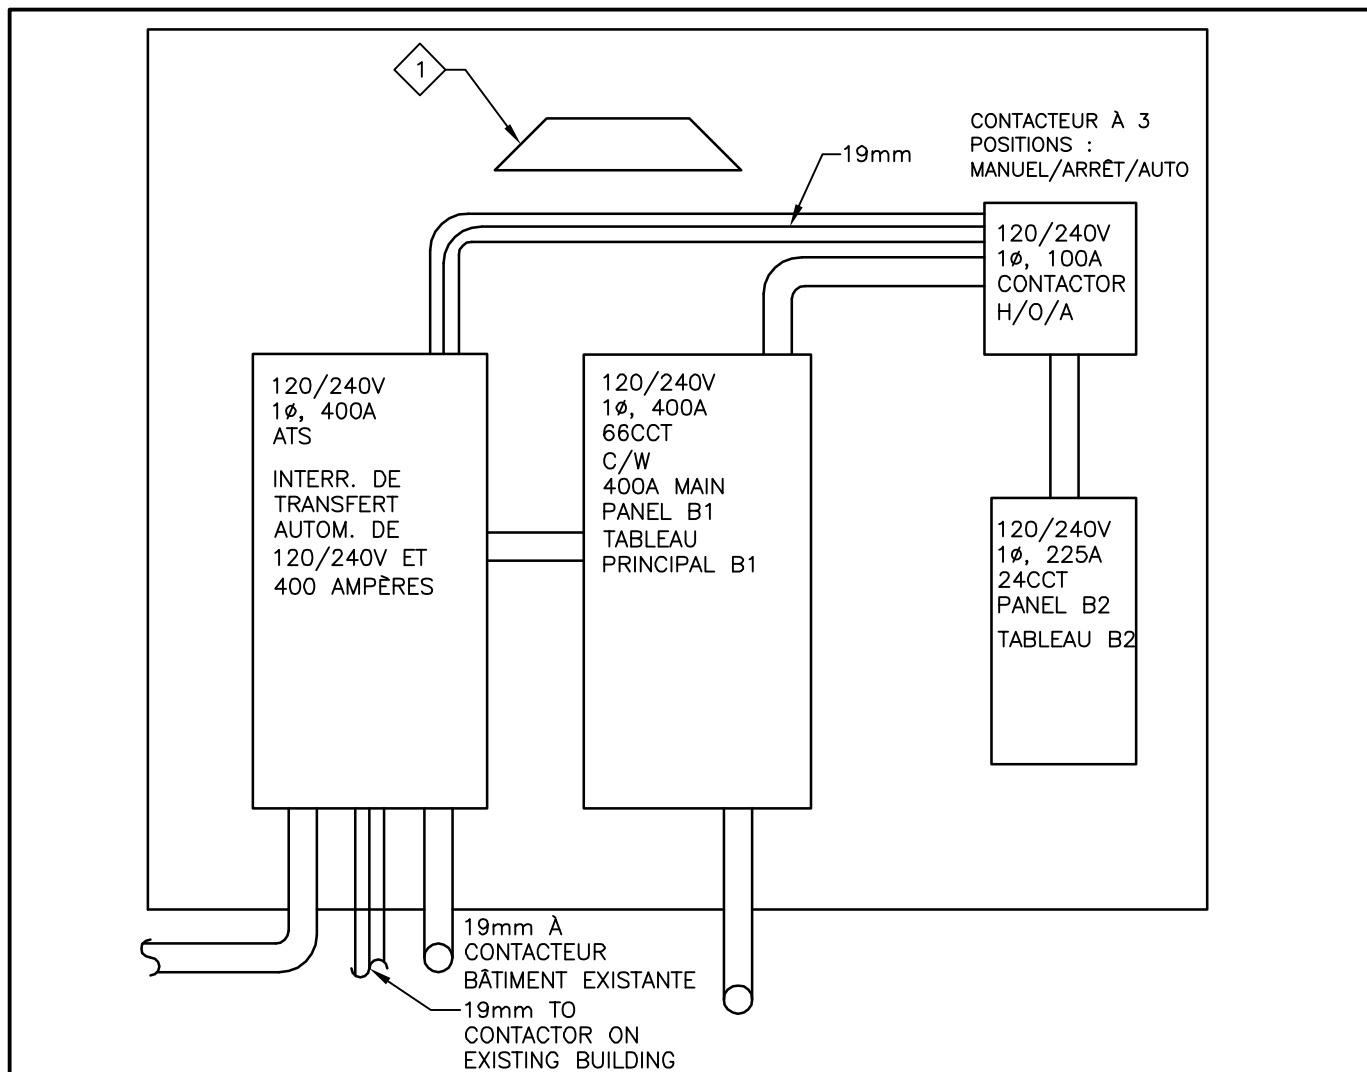 1
CONTACTEUR À 3
POSITIONS :
MANUEL/ARRÊT/AUTO
19mm
120/240V
1ø, 100A
CONTACTOR
H/O/A
120/240V
1ø, 400A
ATS
INTERR. DE
TRANSFERT
AUTOM. DE
120/240V ET
400 AMPÈRES
120/240V
1ø, 400A
66CCT
C/W
400A MAIN
PANEL B1
TABLEAU
PRINCIPAL B1
120/240V
1ø, 225A
24CCT
PANEL B2
TABLEAU B2
19mm À
CONTACTEUR
BÂTIMENT EXISTANTE
19mm TO
CONTACTOR ON
EXISTING BUILDING